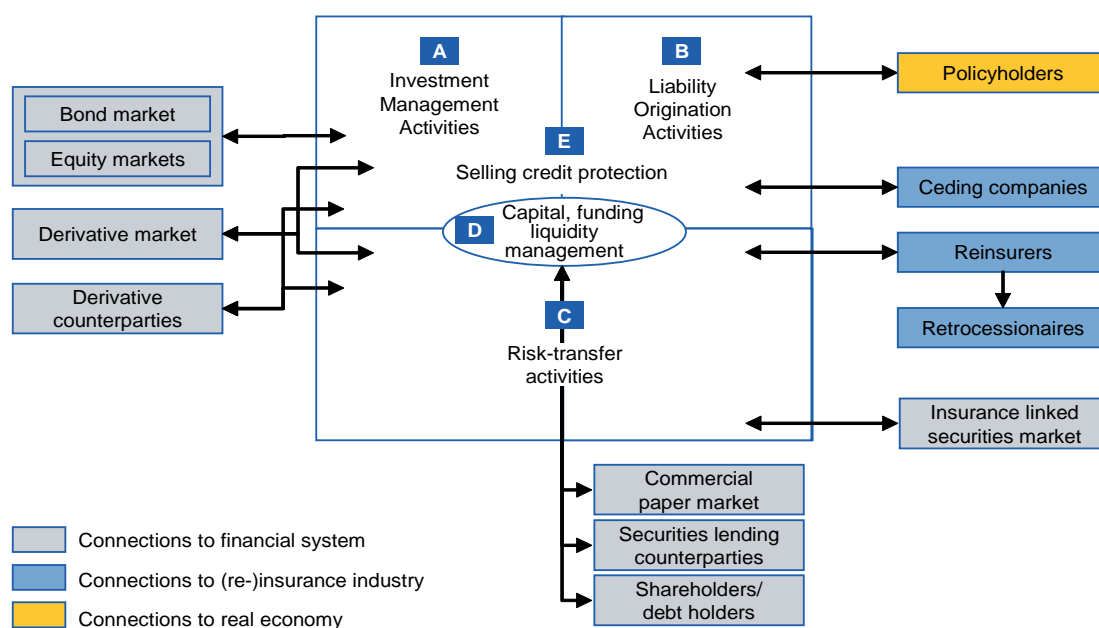 A
Investment
Management
Activities
B
Liability
Origination
Activities
E
Selling credit protection
D
Capital, funding
liquidity
management
C
Risk-transfer
activities
Bond market
Equity markets
Derivative market
Derivative
counterparties
Policyholders
Ceding companies
Reinsurers
Retrocessionaires
Insurance linked
securities market
Commercial
paper market
Securities lending
counterparties
Shareholders/
debt holders
Connections to financial system
Connections to (re-)insurance industry
Connections to real economy